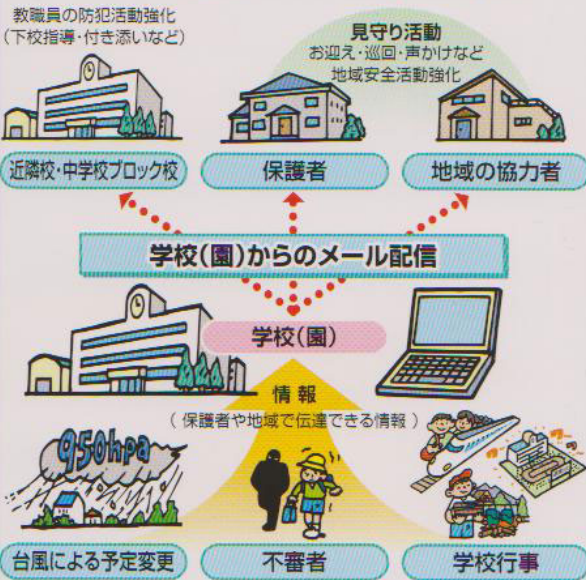 教職員の防犯活動強化
(下校指導・付き添いなど)
見守り活動
お迎え・巡回・声かけなど
地域安全活動強化
近隣校・中学校ブロック校
保護者
地域の協力者
学校(園)からのメール配信
学校(園)
情報
(保護者や地域で伝達できる情報)
950hpa
台風による予定変更
不審者
学校行事